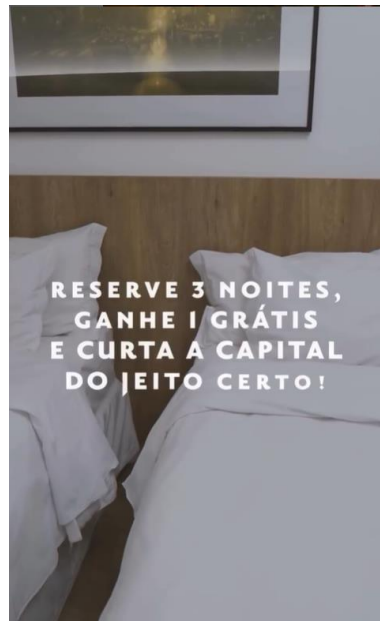 RESERVE 3 NOITES,
GANHE 1 GRÁTIS
E CURTA A CAPITAL
DO JEITO CERTO!